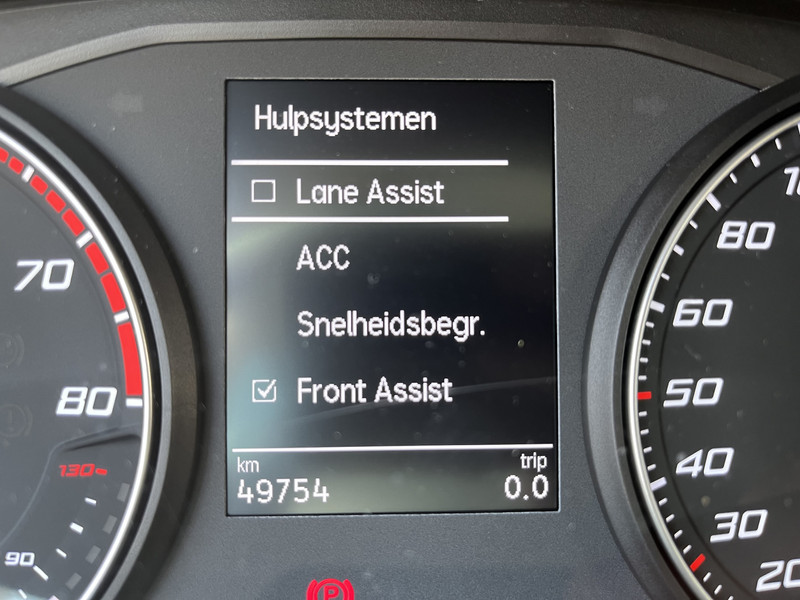 Hulpsystemen
Lane Assist
ACC
Snelheidsbegr.
Front Assist
km
trip
49754
0.0
70
80
130
90
80
60
50
40
30
20
P